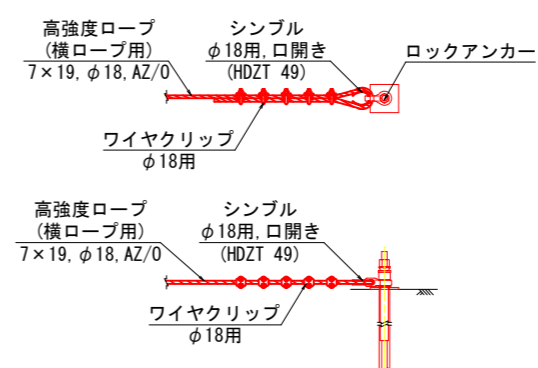 高強度ロープ
(横ロープ用)
7×19, φ18, AZ/0
シンブル
φ18用, 口開き
(HDZT 49)
ロックアンカー
ワイヤクリップ
φ18用
高強度ロープ
(横ロープ用)
7×19, φ18, AZ/0
シンブル
φ18用, 口開き
(HDZT 49)
ワイヤクリップ
φ18用